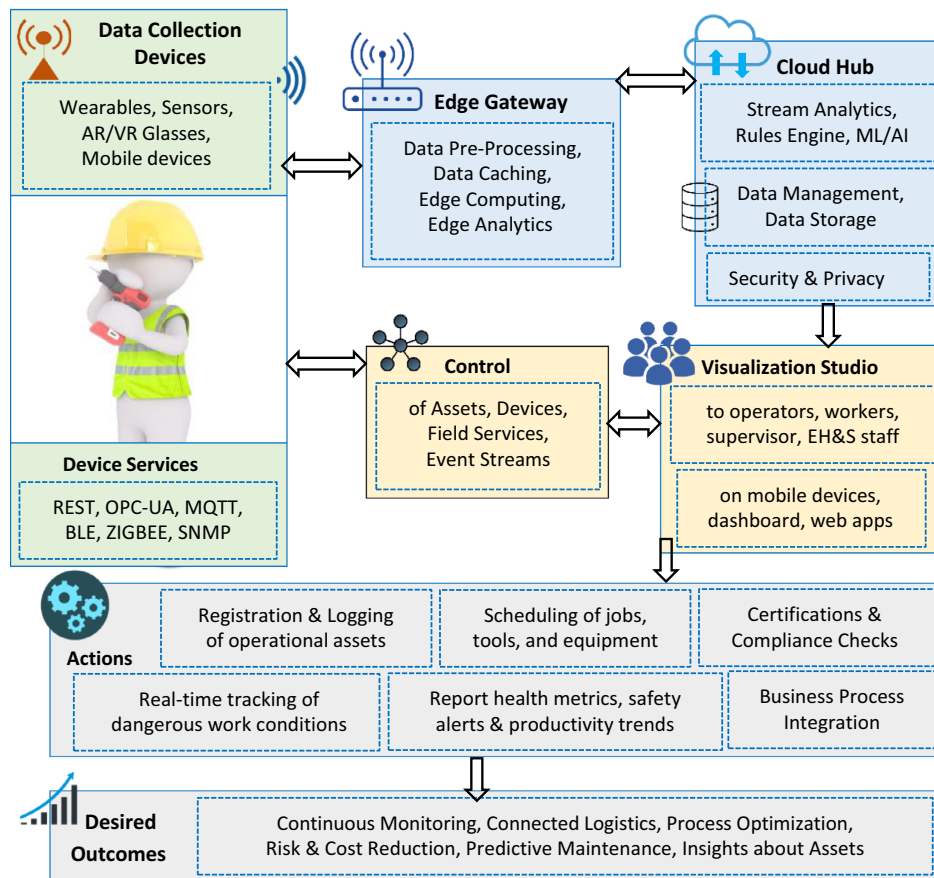 Data Collection
Devices
Wearables, Sensors,
AR/VR Glasses,
Mobile devices
Edge Gateway
Data Pre-Processing,
Data Caching,
Edge Computing,
Edge Analytics
Cloud Hub
Stream Analytics,
Rules Engine, ML/AI
Data Management,
Data Storage
Security & Privacy
Control
of Assets, Devices,
Field Services,
Event Streams
Visualization Studio
to operators, workers,
supervisor, EH&S staff
on mobile devices,
dashboard, web apps
Device Services
REST, OPC-UA, MQTT,
BLE, ZIGBEE, SNMP
Actions
Registration & Logging
of operational assets
Scheduling of jobs,
tools, and equipment
Certifications &
Compliance Checks
Real-time tracking of
dangerous work conditions
Report health metrics, safety
alerts & productivity trends
Business Process
Integration
Desired
Outcomes
Continuous Monitoring, Connected Logistics, Process Optimization,
Risk & Cost Reduction, Predictive Maintenance, Insights about Assets